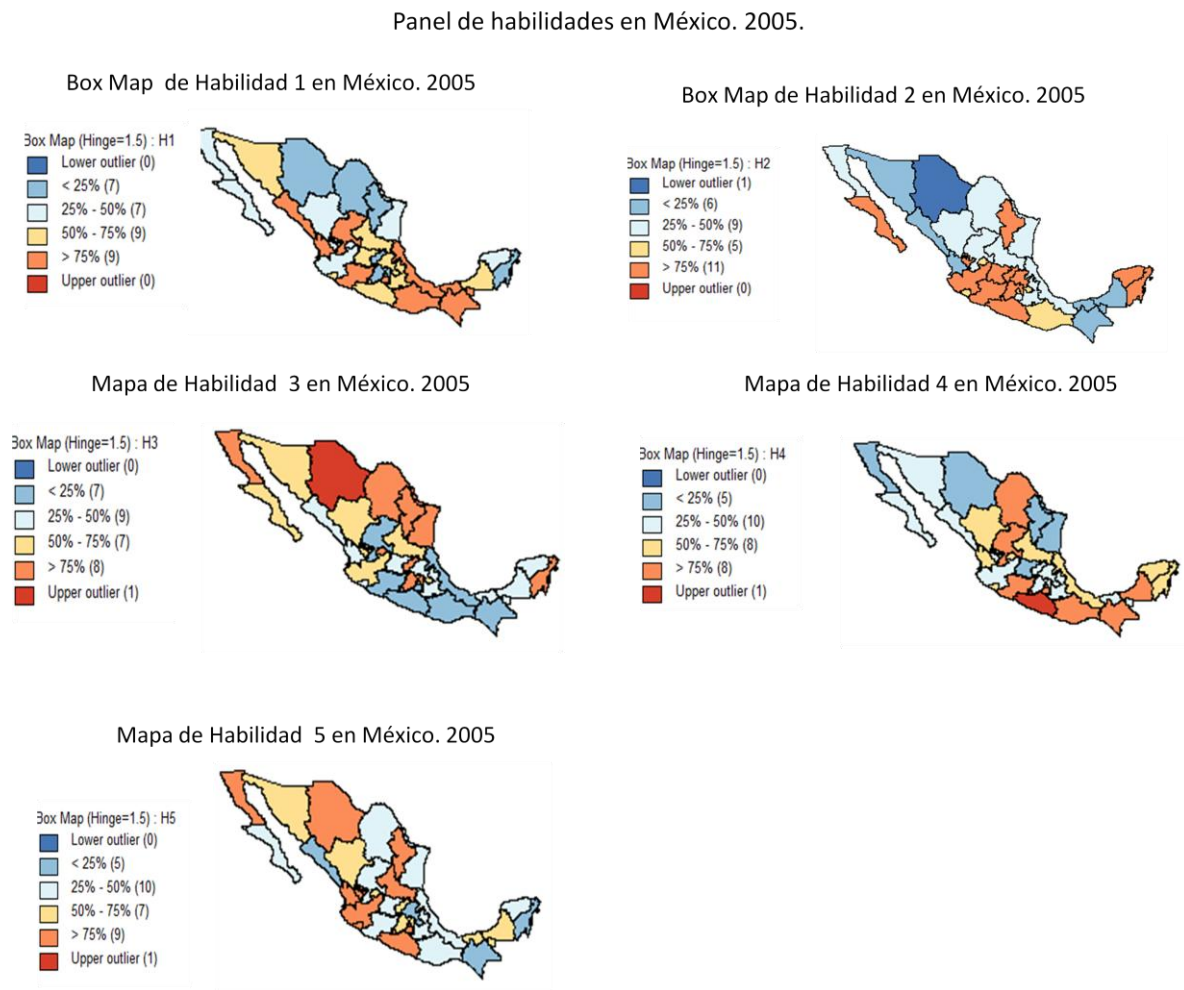 Panel de habilidades en México. 2005.
Box Map  de Habilidad 1 en México. 2005
Box Map (Hinge=1.5) : H1
Lower outlier (0)
< 25% (7)
25% - 50% (7)
50% - 75% (9)
> 75% (9)
Upper outlier (0)
Box Map de Habilidad 2 en México. 2005
Box Map (Hinge=1.5) : H2
Lower outlier (1)
< 25% (6)
25% - 50% (9)
50% - 75% (5)
> 75% (11)
Upper outlier (0)
Mapa de Habilidad  3 en México. 2005
Box Map (Hinge=1.5) : H3
Lower outlier (0)
< 25% (7)
25% - 50% (9)
50% - 75% (7)
> 75% (8)
Upper outlier (1)
Mapa de Habilidad 4 en México. 2005
Box Map (Hinge=1.5) : H4
Lower outlier (0)
< 25% (5)
25% - 50% (10)
50% - 75% (8)
> 75% (8)
Upper outlier (1)
Mapa de Habilidad  5 en México. 2005
Box Map (Hinge=1.5) : H5
Lower outlier (0)
< 25% (5)
25% - 50% (10)
50% - 75% (7)
> 75% (9)
Upper outlier (1)